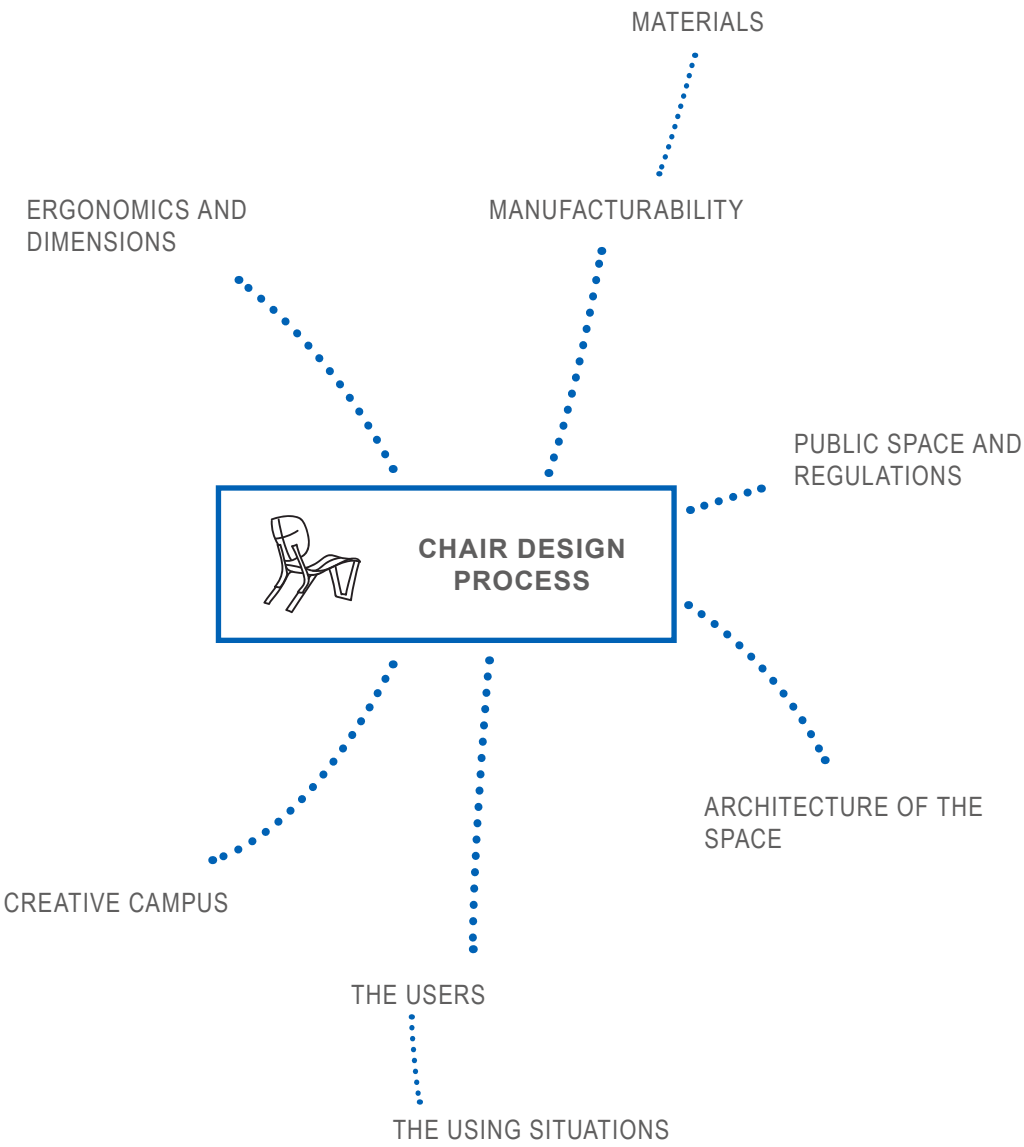 MATERIALS
ERGONOMICS AND
DIMENSIONS
MANUFACTURABILITY
PUBLIC SPACE AND
REGULATIONS
CHAIR DESIGN
PROCESS
ARCHITECTURE OF THE
SPACE
CREATIVE CAMPUS
THE USERS
THE USING SITUATIONS